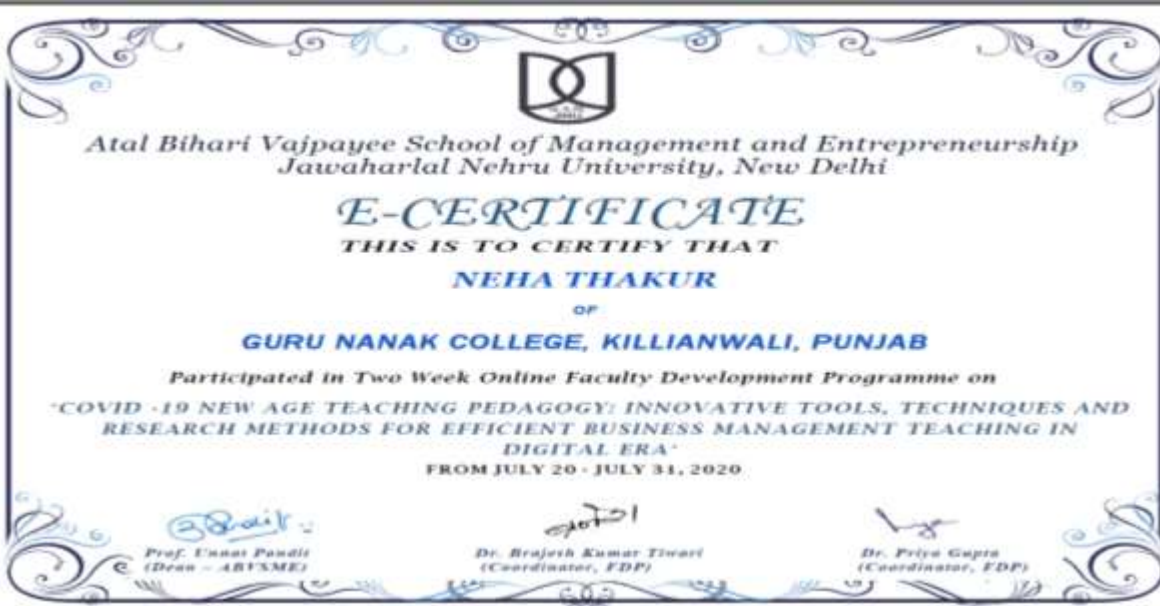 JNU
Atal Bihari Vajpayee School of Management and Entrepreneurship
Jawaharlal Nehru University, New Delhi
E-CERTIFICATE
THIS IS TO CERTIFY THAT
NEHA THAKUR
OF
GURU NANAK COLLEGE, KILLIANWALI, PUNJAB
Participated in Two Week Online Faculty Development Programme on
"COVID -19 NEW AGE TEACHING PEDAGOGY: INNOVATIVE TOOLS, TECHNIQUES AND
RESEARCH METHODS FOR EFFICIENT BUSINESS MANAGEMENT TEACHING IN
DIGITAL ERA"
FROM JULY 20 - JULY 31, 2020
Prof. Unnat Pandit
(Dean - ABVSME)
Dr. Brajesh Kumar Tiwari
(Coordinator, FDP)
Dr. Priya Gupta
(Coordinator, FDP)